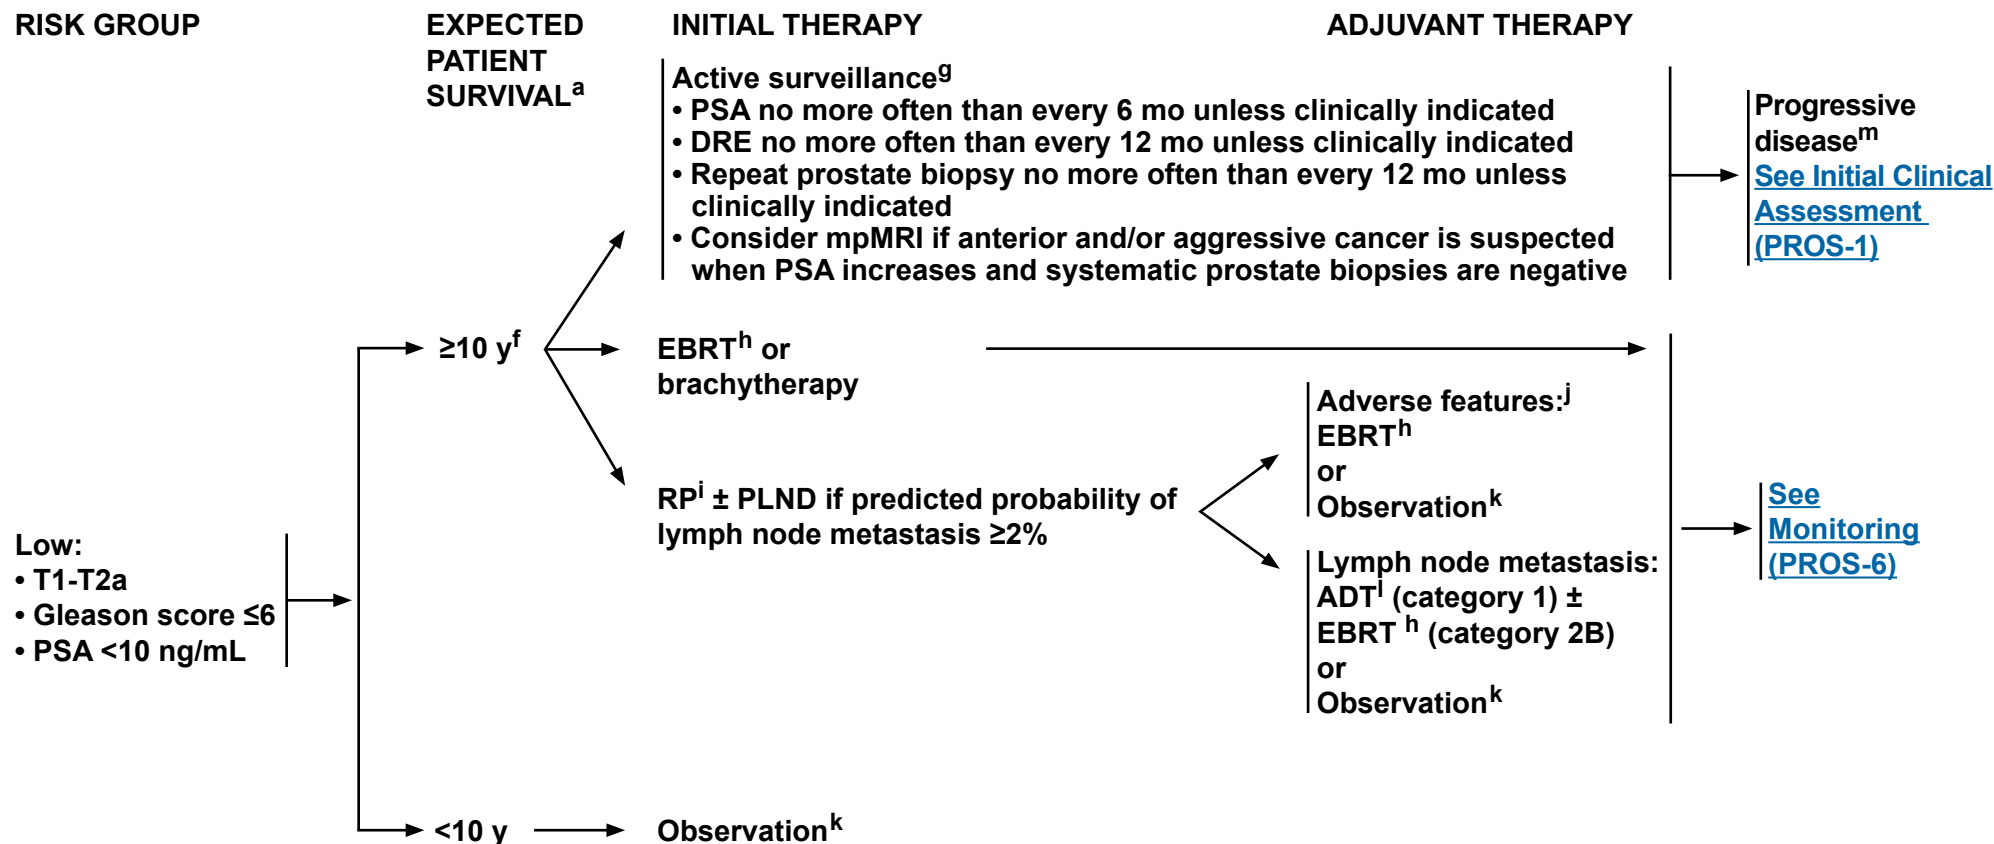 RISK GROUP
EXPECTED
PATIENT
SURVIVALᵃ
INITIAL THERAPY
ADJUVANT THERAPY
Active surveillanceᵍ
• PSA no more often than every 6 mo unless clinically indicated
• DRE no more often than every 12 mo unless clinically indicated
• Repeat prostate biopsy no more often than every 12 mo unless
clinically indicated
• Consider mpMRI if anterior and/or aggressive cancer is suspected
when PSA increases and systematic prostate biopsies are negative
Progressive
diseaseᵐ
See Initial Clinical
Assessment
(PROS-1)
≥10 yᶠ
EBRTʰ or
brachytherapy
RPⁱ ± PLND if predicted probability of
lymph node metastasis ≥2%
Adverse features:ʲ
EBRTʰ
or
Observationᵏ
Lymph node metastasis:
ADTˡ (category 1) ±
EBRT ʰ (category 2B)
or
Observationᵏ
See
Monitoring
(PROS-6)
Low:
• T1-T2a
• Gleason score ≤6
• PSA <10 ng/mL
<10 y
Observationᵏ